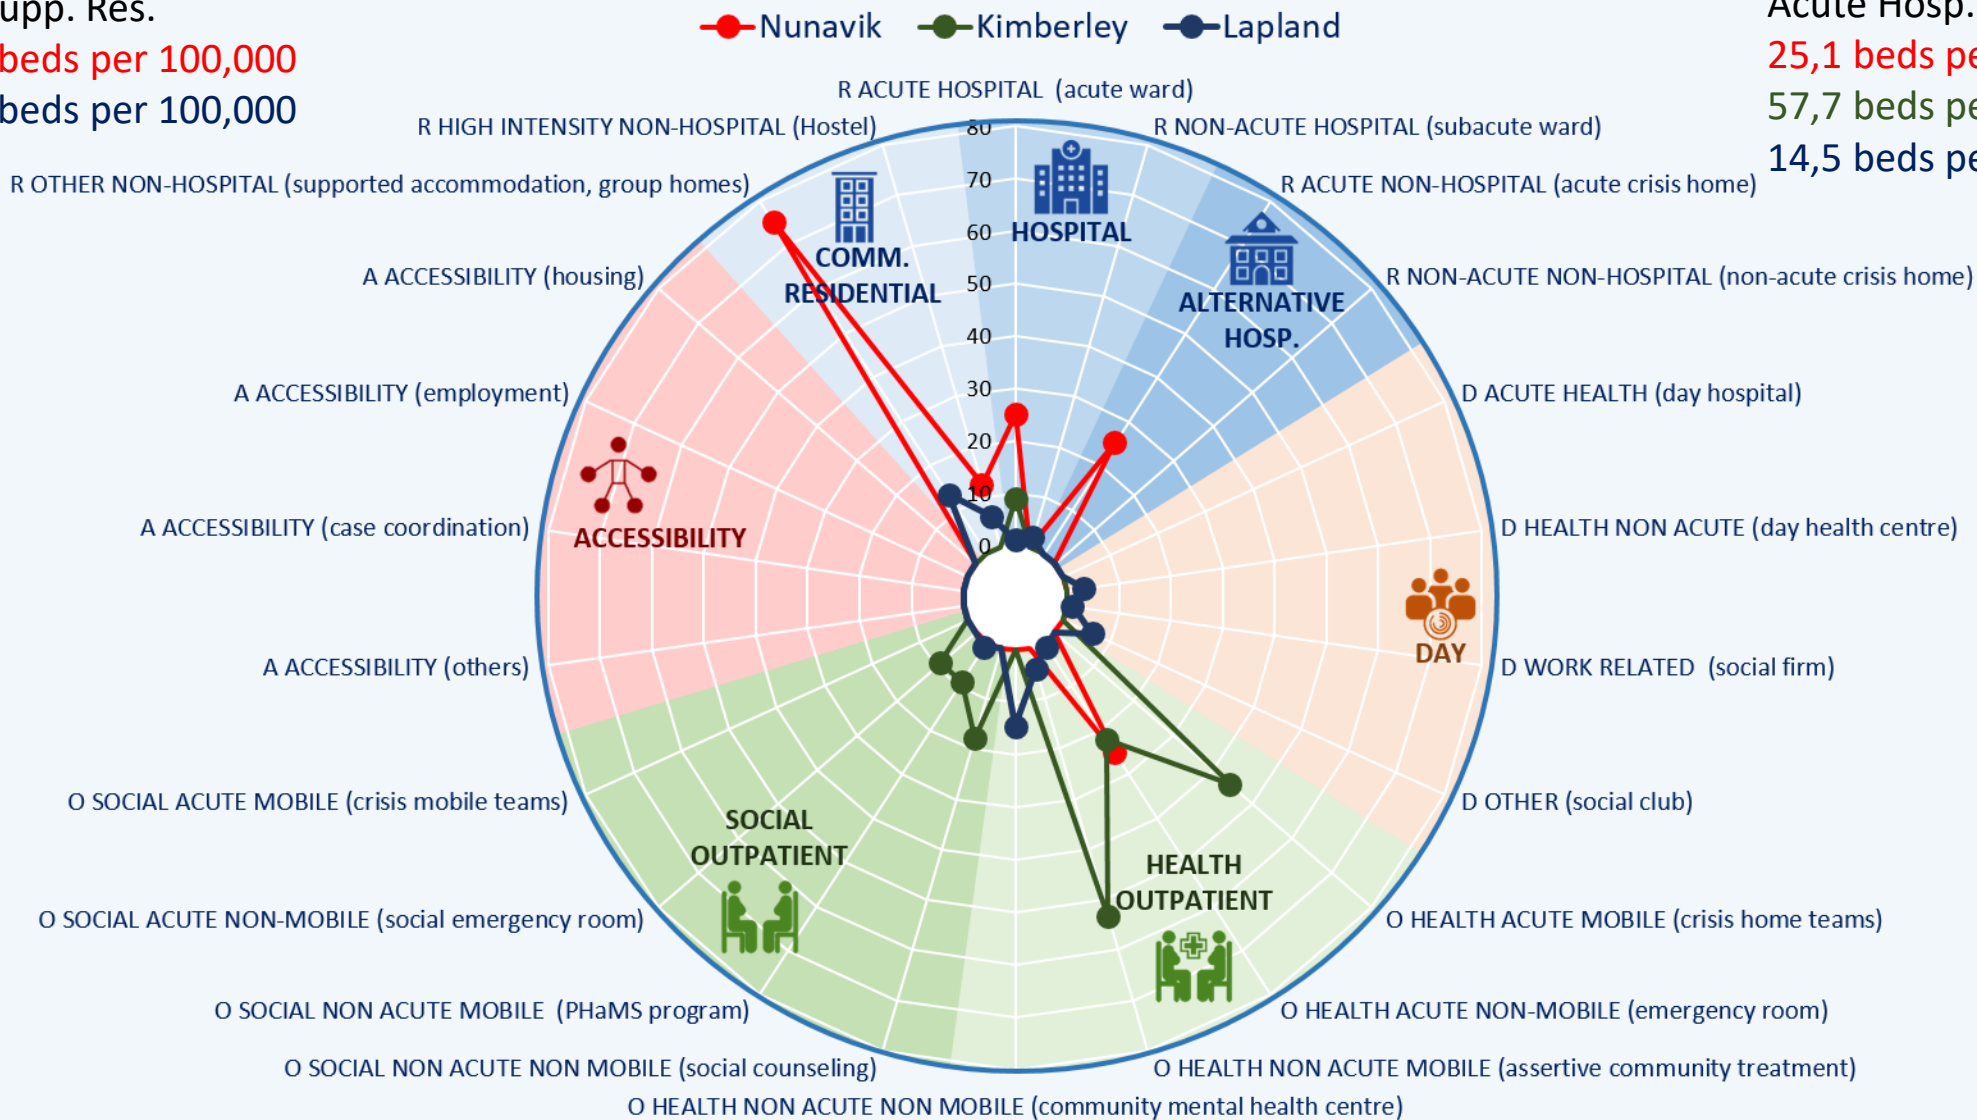 upp. Res.
beds per 100,000
beds per 100,000
Nunavik Kimberley Lapland
Acute Hosp.
25,1 beds pe
57,7 beds pe
14,5 beds pe
R ACUTE HOSPITAL (acute ward)
R HIGH INTENSITY NON-HOSPITAL (Hostel)
R NON-ACUTE HOSPITAL (subacute ward)
R OTHER NON-HOSPITAL (supported accommodation, group homes)
R ACUTE NON-HOSPITAL (acute crisis home)
A ACCESSIBILITY (housing)
R NON-ACUTE NON-HOSPITAL (non-acute crisis home)
A ACCESSIBILITY (employment)
D ACUTE HEALTH (day hospital)
A ACCESSIBILITY (case coordination)
D HEALTH NON ACUTE (day health centre)
A ACCESSIBILITY (others)
D WORK RELATED (social firm)
O SOCIAL ACUTE MOBILE (crisis mobile teams)
D OTHER (social club)
O SOCIAL ACUTE NON-MOBILE (social emergency room)
O HEALTH ACUTE MOBILE (crisis home teams)
O SOCIAL NON ACUTE MOBILE (PHaMS program)
O HEALTH ACUTE NON-MOBILE (emergency room)
O SOCIAL NON ACUTE NON MOBILE (social counseling)
O HEALTH NON ACUTE MOBILE (assertive community treatment)
O HEALTH NON ACUTE NON MOBILE (community mental health centre)
80
70
60
50
40
30
20
10
0
COMM.
RESIDENTIAL
HOSPITAL
ALTERNATIVE
HOSP.
ACCESSIBILITY
DAY
SOCIAL
OUTPATIENT
HEALTH
OUTPATIENT